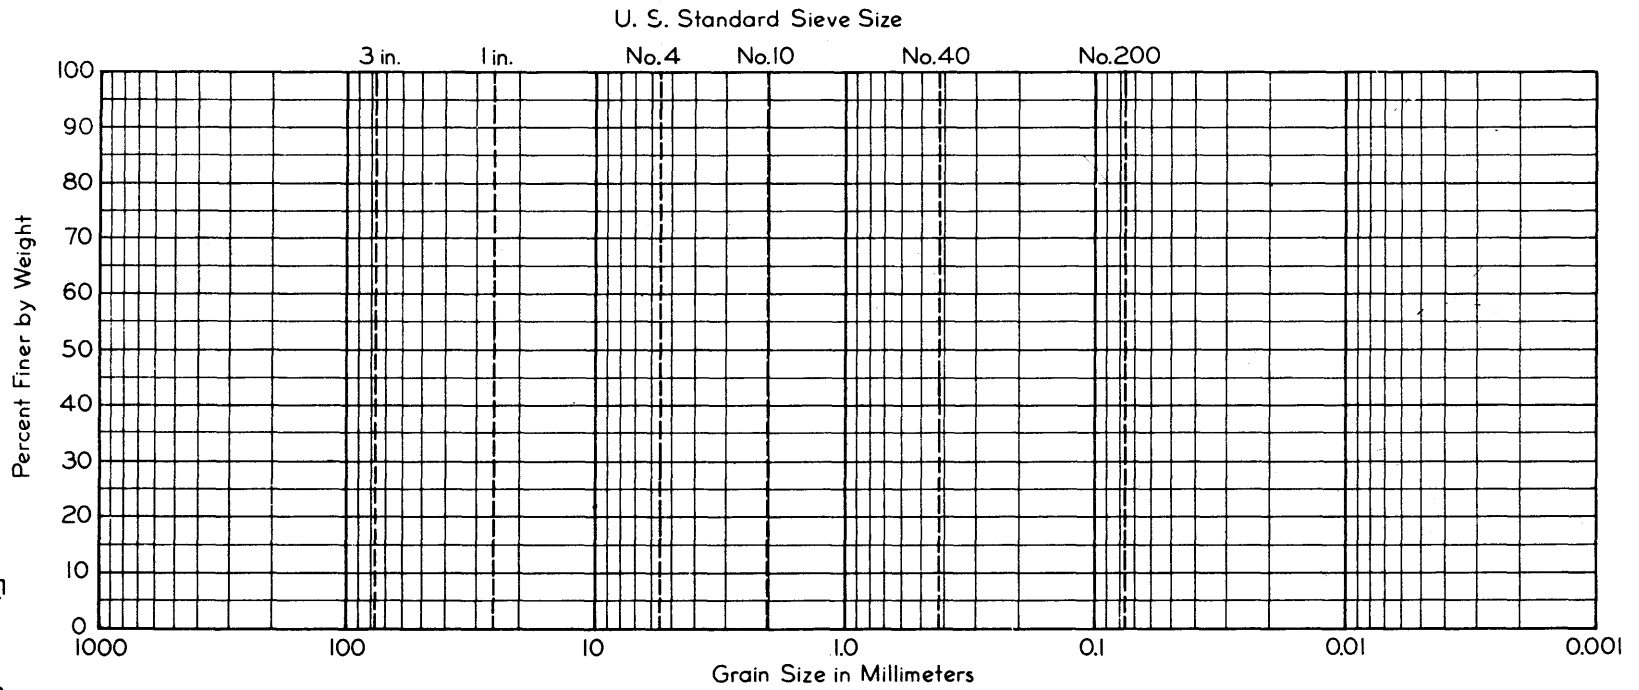 U. S. Standard Sieve Size
3 in. 1 in. No.4 No.10 No.40 No.200
100
90
80
70
60
50
40
30
20
10
0
Percent Finer by Weight
1000 100 10 1.0 0.1 0.01 0.001
Grain Size in Millimeters